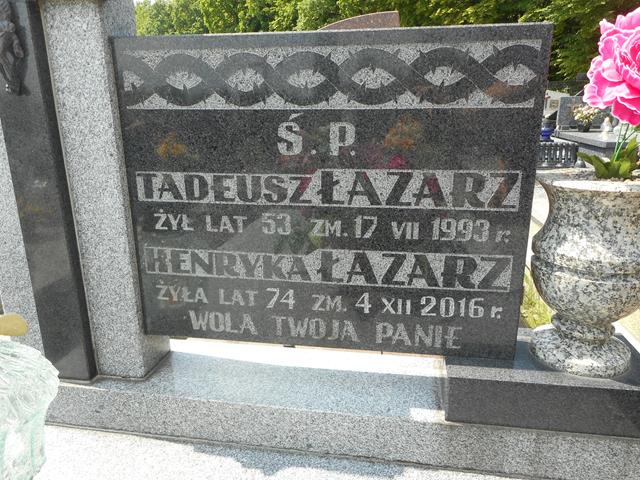 Ś. P.
TADEUSZ ŁAZARZ
ŻYŁ LAT 53 ZM. 17 VII 1993 r.
HENRYKA ŁAZARZ
ŻYŁA LAT 74 ZM. 4 XII 2016 r.
WOLA TWOJA PANIE